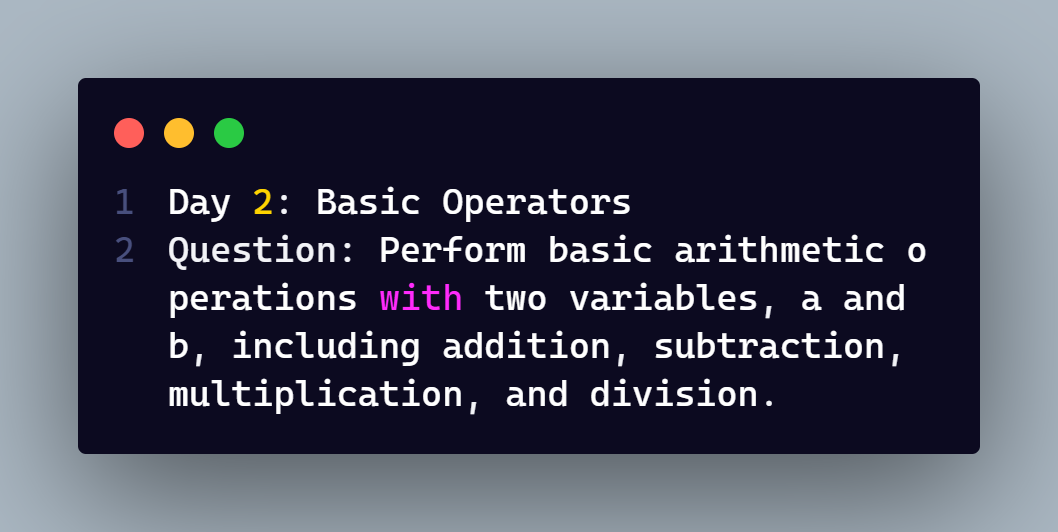 1 Day 2: Basic Operators
2 Question: Perform basic arithmetic o
perations with two variables, a and
b, including addition, subtraction,
multiplication, and division.